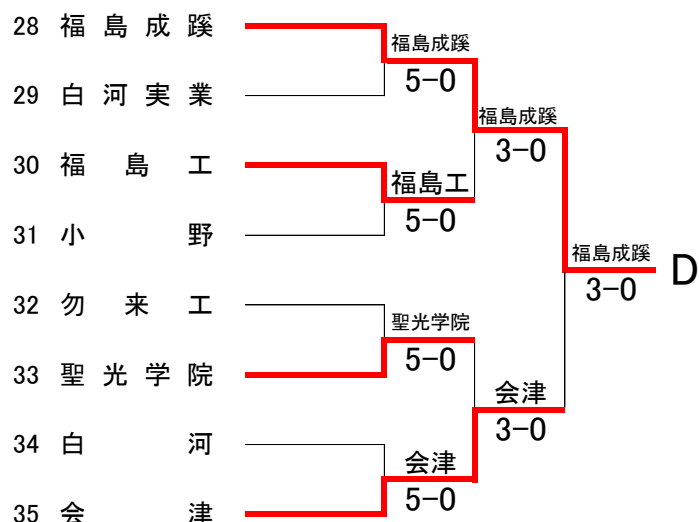 28 福島成蹊
福島成蹊
5-0
29 白河実業
福島成蹊
3-0
30 福島工
福島工
5-0
31 小野
福島成蹊
3-0
D
32 勿来工
聖光学院
5-0
33 聖光学院
会津
3-0
34 白河
会津
5-0
35 会津